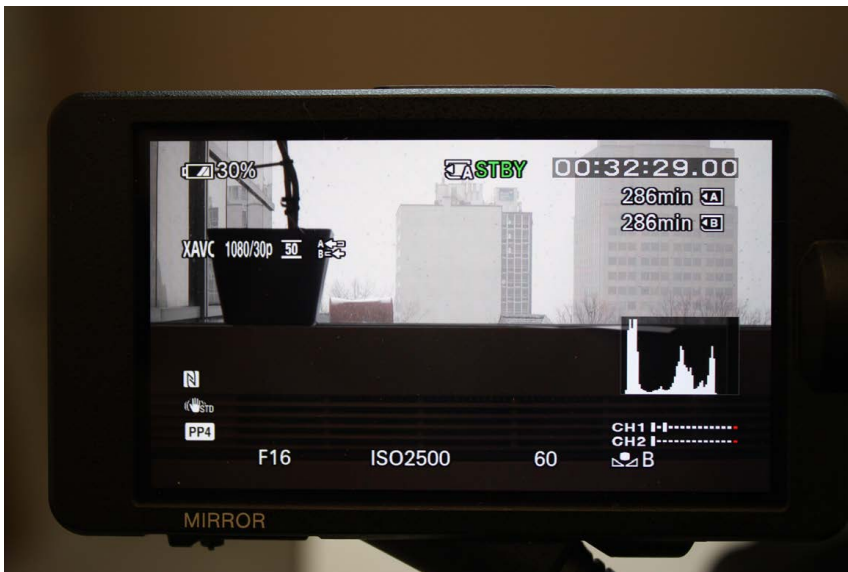 30% A STBY 00:32:29.00
286min A
286min B
XAVC 1080/30p 50 A B
N
STD
PP4
CH1
CH2
F16 ISO2500 60 B
MIRROR